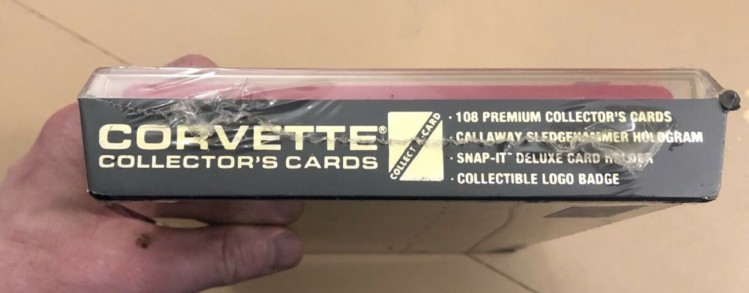 CORVETTE®
COLLECTOR'S CARDS
COLLECT-A-CARD
· 108 PREMIUM COLLECTOR'S CARDS
· CALLAWAY SLEDGEHAMMER HOLOGRAM
· SNAP-IT™ DELUXE CARD HOLDER
· COLLECTIBLE LOGO BADGE